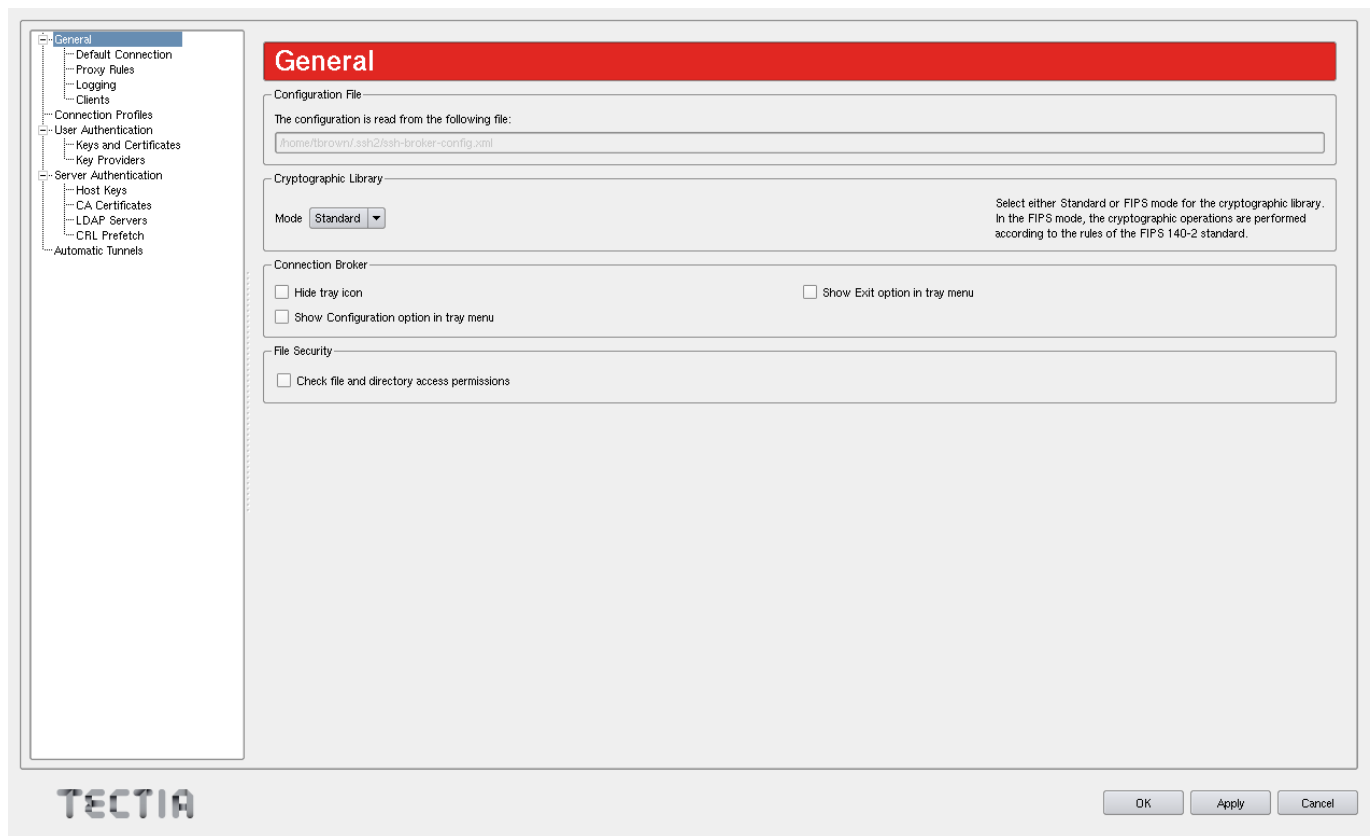 General
Default Connection
Proxy Rules
Logging
Clients
Connection Profiles
User Authentication
Keys and Certificates
Key Providers
Server Authentication
Host Keys
CA Certificates
LDAP Servers
CRL Prefetch
Automatic Tunnels
General
Configuration File
The configuration is read from the following file:
/home/tbrown/.ssh2/ssh-broker-config.xml
Cryptographic Library
Mode Standard
Select either Standard or FIPS mode for the cryptographic library.
In the FIPS mode, the cryptographic operations are performed
according to the rules of the FIPS 140-2 standard.
Connection Broker
Hide tray icon
Show Exit option in tray menu
Show Configuration option in tray menu
File Security
Check file and directory access permissions
TECTIA
OK Apply Cancel